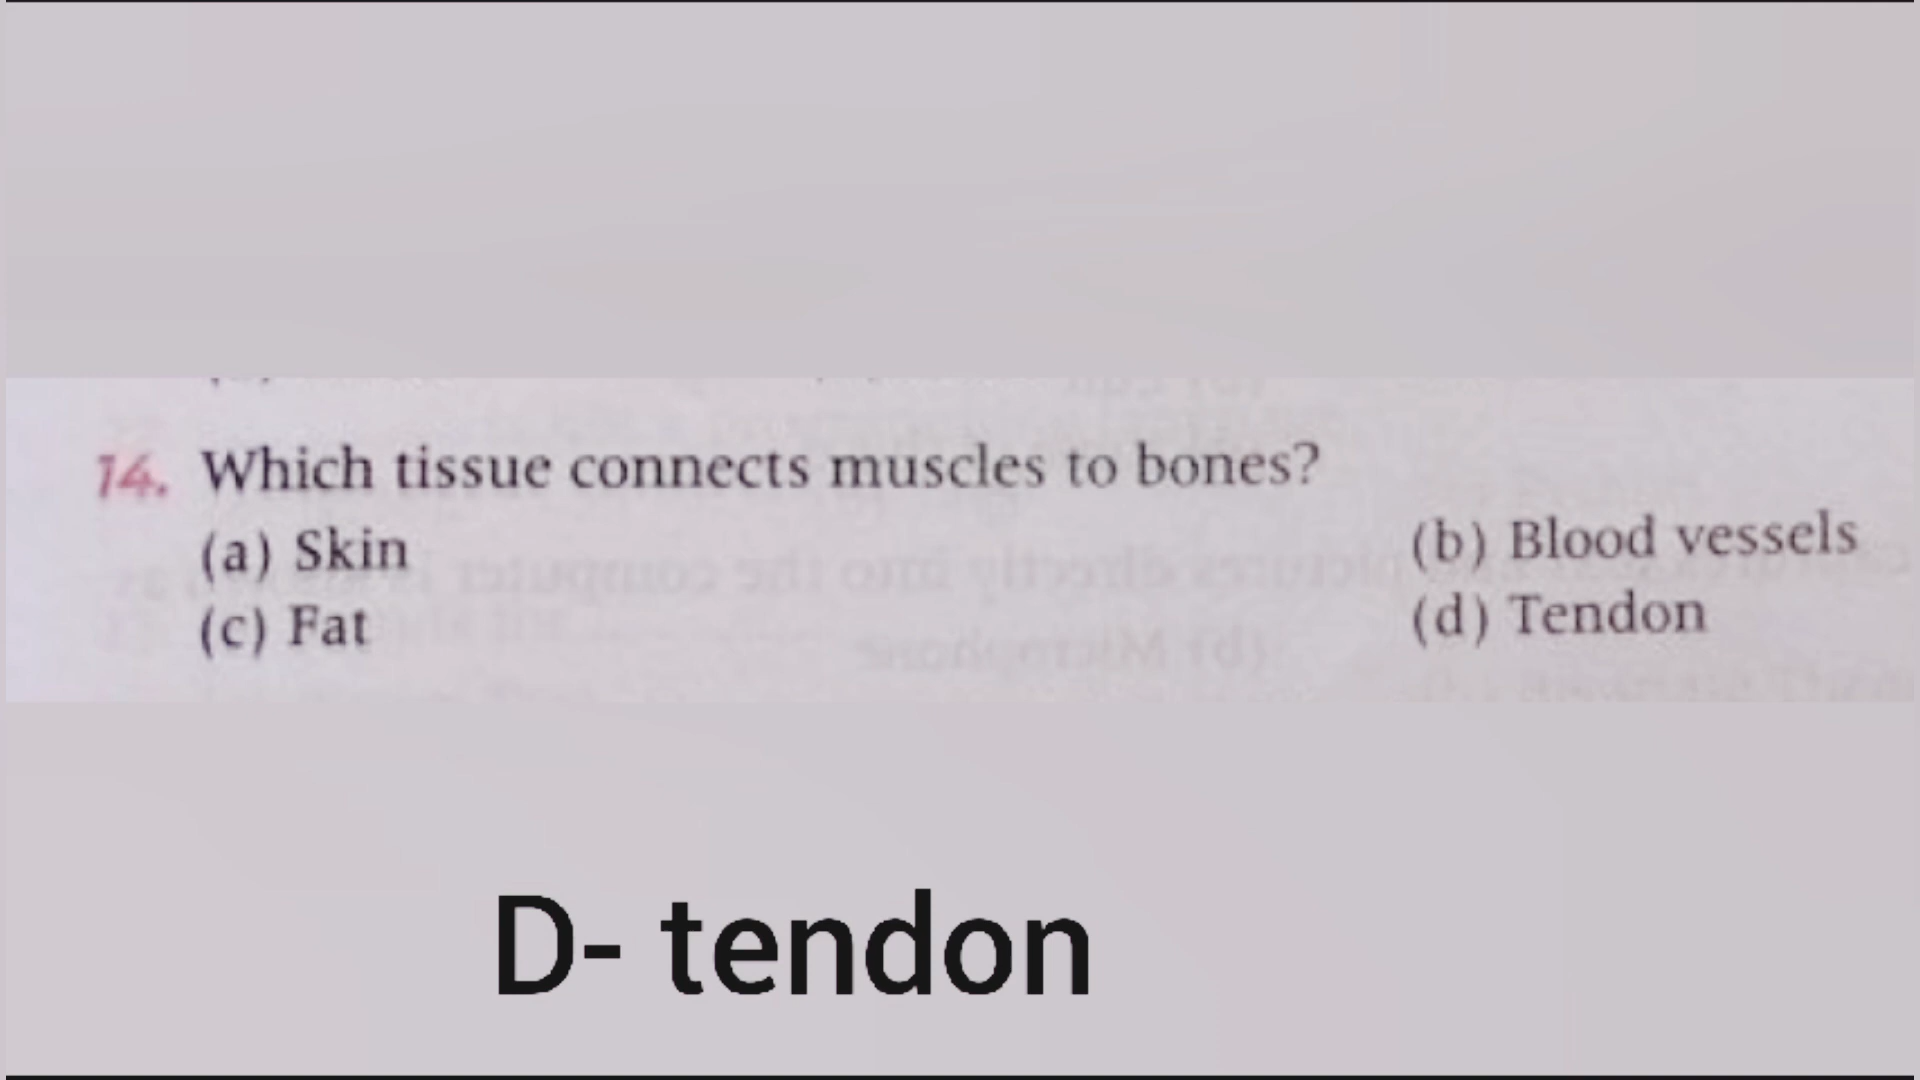 14. Which tissue connects muscles to bones?
(a) Skin
(b) Blood vessels
(c) Fat
(d) Tendon
D- tendon